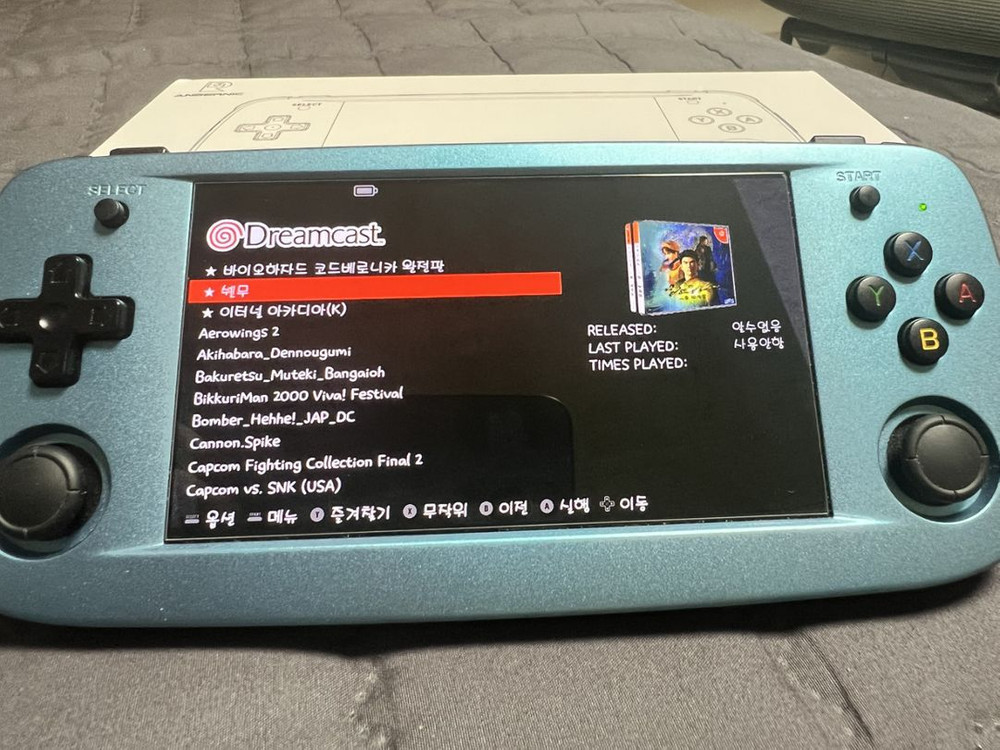 ANBERNIC
SELECT
START
SELECT
START
Dreamcast
★ 바이오하자드 코드베로니카 완전판
★ 쉔무
★ 이터널 아카디아(K)
Aerowings 2
Akihabara_Dennougumi
Bakuretsu_Muteki_Bangaioh
BikkuriMan 2000 Viva! Festival
Bomber_Hehhe!_JAP_DC
Cannon.Spike
Capcom Fighting Collection Final 2
Capcom vs. SNK (USA)
RELEASED: 알수없음
LAST PLAYED: 사용안함
TIMES PLAYED:
옵션 메뉴 Y 즐겨찾기 X 무작위 B 이전 A 실행 이동
X
Y
A
B
X
Y
A
B